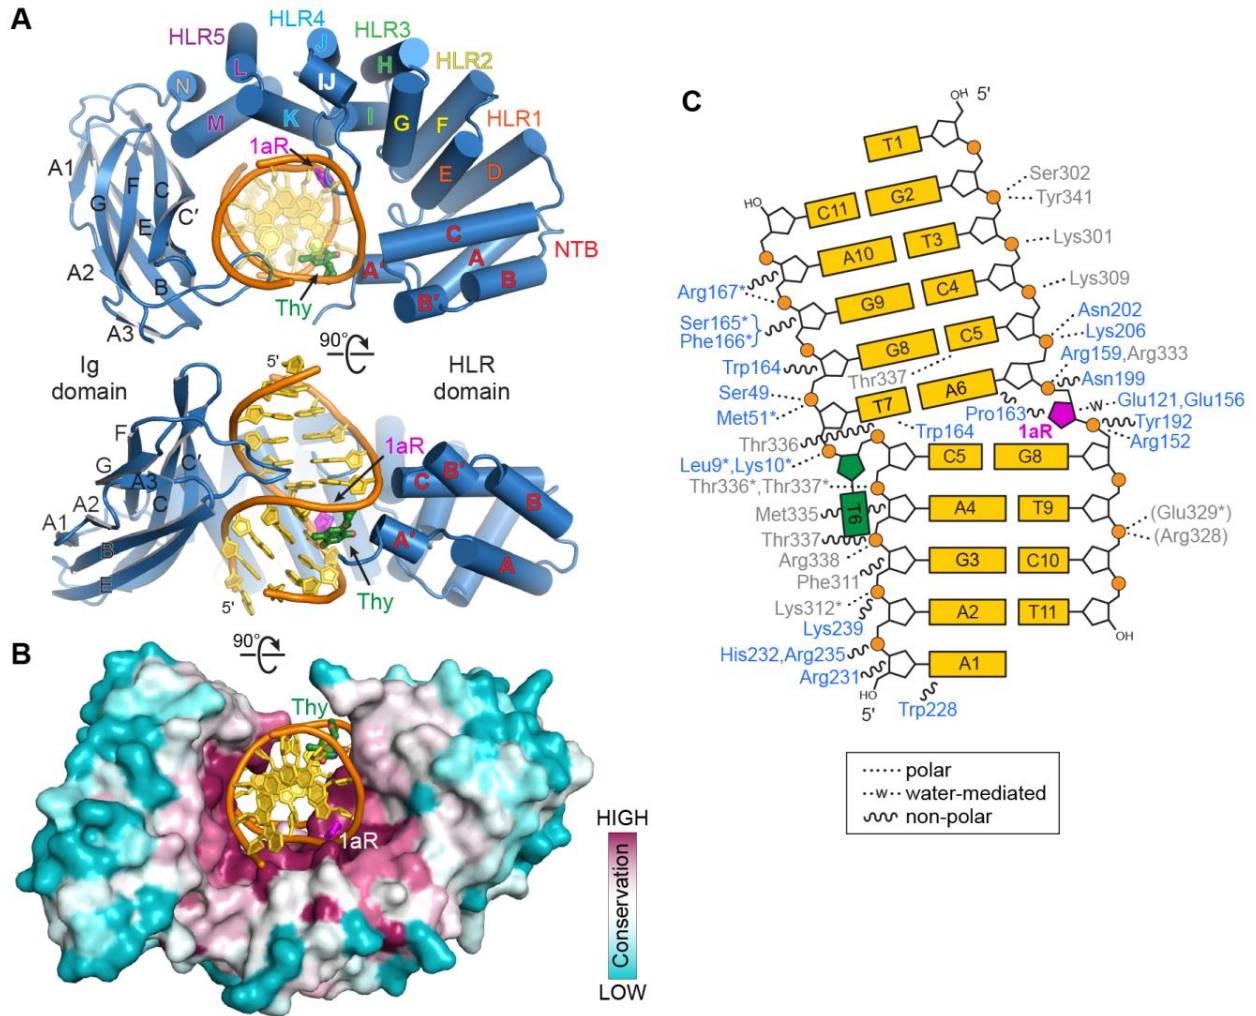 A
HLR5
HLR4
HLR3
HLR2
HLR1
L
J
H
N
IJ
M
K
I
G
F
E
D
1aR
A1
G
F
C
E
C′
A2
B
A3
C
A
B
A′
B′
NTB
Thy
90°
Ig
domain
5′
HLR
domain
F
G
C′
A3
A2
C
A1
B
E
1aR
C
B′
B
A′
A
Thy
5′
B
90°
Thy
1aR
HIGH
Conservation
LOW
C
OH
5′
T1
Ser302
Tyr341
HO
C11
G2
Lys301
A10
T3
Arg167*
Lys309
G9
C4
Ser165*
Phe166*
Asn202
Lys206
G8
C5
Trp164
Thr337
Arg159,Arg333
Ser49
A6
Asn199
Met51*
T7
Pro163
W
Glu121,Glu156
1aR
Tyr192
Thr336
Trp164
Arg152
Leu9*,Lys10*
C5
G8
Thr336*,Thr337*
Met335
T6
A4
T9
(Glu329*)
(Arg328)
Thr337
Arg338
G3
C10
Phe311
Lys312*
A2
T11
Lys239
OH
His232,Arg235
Arg231
A1
HO
5′
Trp228
polar
w water-mediated
non-polar